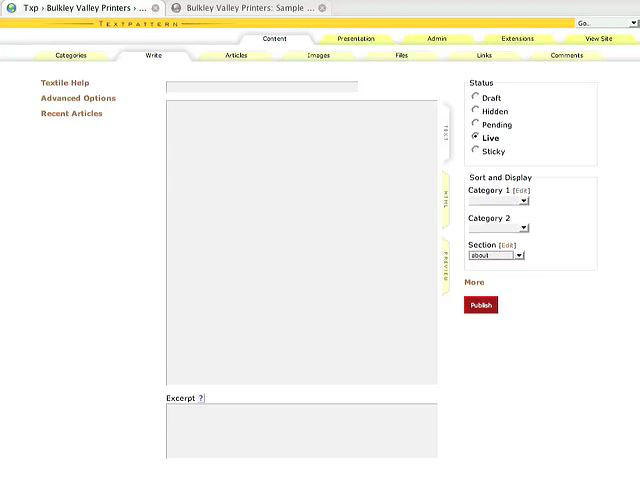 Txp › Bulkley Valley Printers › ...
Bulkley Valley Printers: Sample ...
TEXTPATTERN
Go..
Content
Presentation
Admin
Extensions
View Site
Categories
Write
Articles
Images
Files
Links
Comments
Textile Help
Advanced Options
Recent Articles
TEXT
HTML
PREVIEW
Excerpt ?
Status
Draft
Hidden
Pending
Live
Sticky
Sort and Display
Category 1 [Edit]
Category 2
Section [Edit]
about
More
Publish